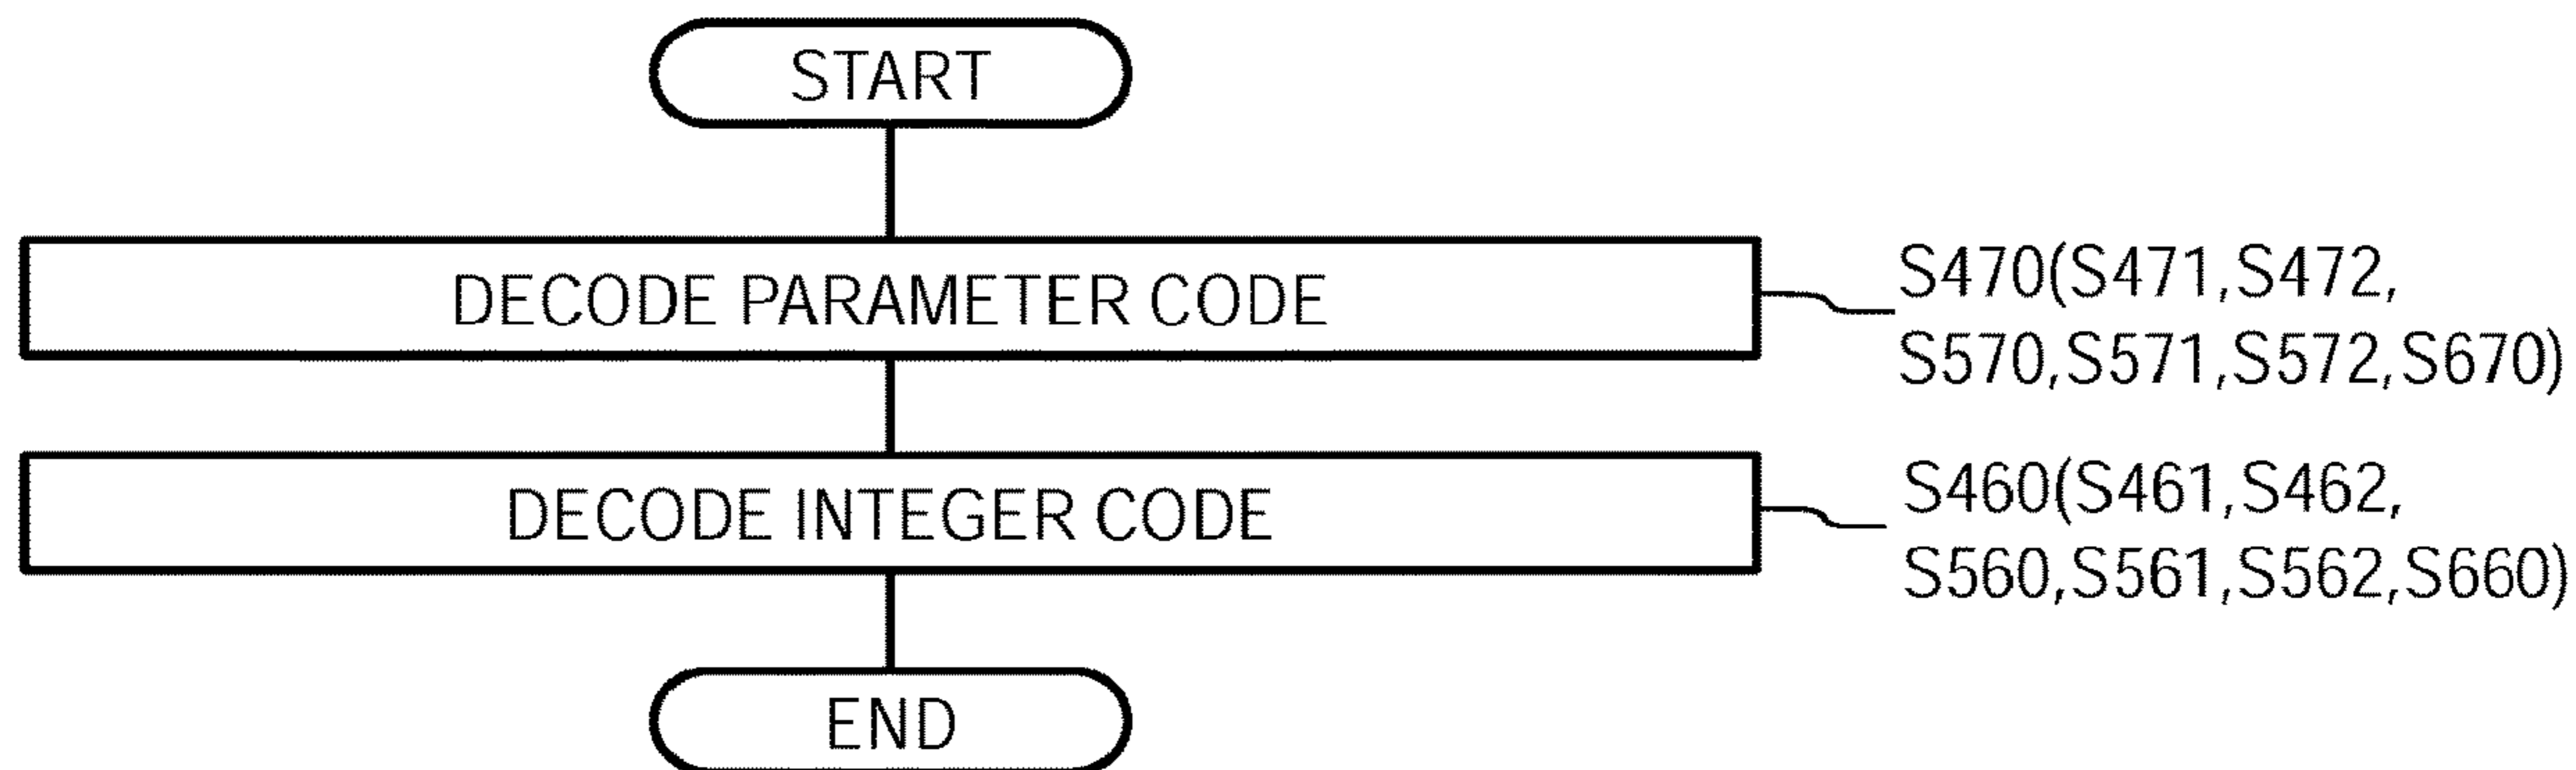 START
DECODE PARAMETER CODE
S470(S471,S472,
S570,S571,S572,S670)
DECODE INTEGER CODE
S460(S461,S462,
S560,S561,S562,S660)
END